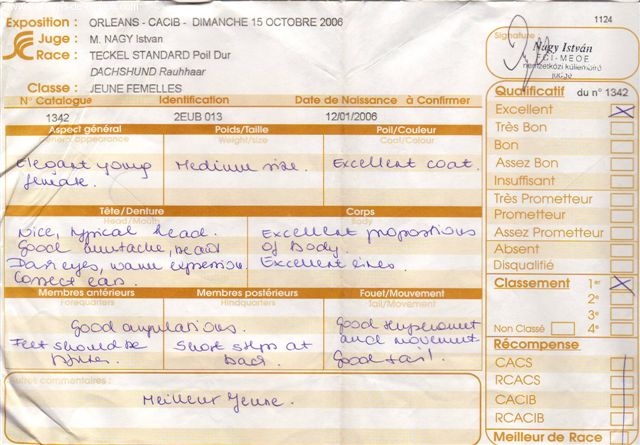 Exposition : ORLEANS - CACIB - DIMANCHE 15 OCTOBRE 2006
1124
Juge : M. NAGY Istvan
Race : TECKEL STANDARD Poil Dur
DACHSHUND Rauhhaar
Classe : JEUNE FEMELLES
Signature
Nagy István
FCI-MEOE
nemzetközi küllembíró
N° Catalogue Identification Date de Naissance à Confirmer
1342 2EUB 013 12/01/2006
Qualificatif du n° 1342
Excellent
Très Bon
Bon
Assez Bon
Insuffisant
Très Prometteur
Prometteur
Assez Prometteur
Absent
Disqualifié
Classement 1er
2e
3e
Non Classé 4e
Récompense
CACS
RCACS
CACIB
RCACIB
Meilleur de Race
Aspect général Poids/Taille Poil/Couleur
General appearance Weight/size Coat/Colour
Elegant young Medium size. Excellent coat.
female.
Tête/Denture Corps
Head/Mouth Body
Nice, typical head. Excellent propostions
Good mustache, beard of body.
Dark eyes, warm expression. Excellent lines.
Correct ears.
Membres antérieurs Membres postérieurs Fouet/Mouvement
Forequarters Hindquarters Tail/Movement
Good angulations. Good temperament
and movement
Feet should be Short steps at
back. Good tail!
Autres commentaires :
Meilleur Jeune.